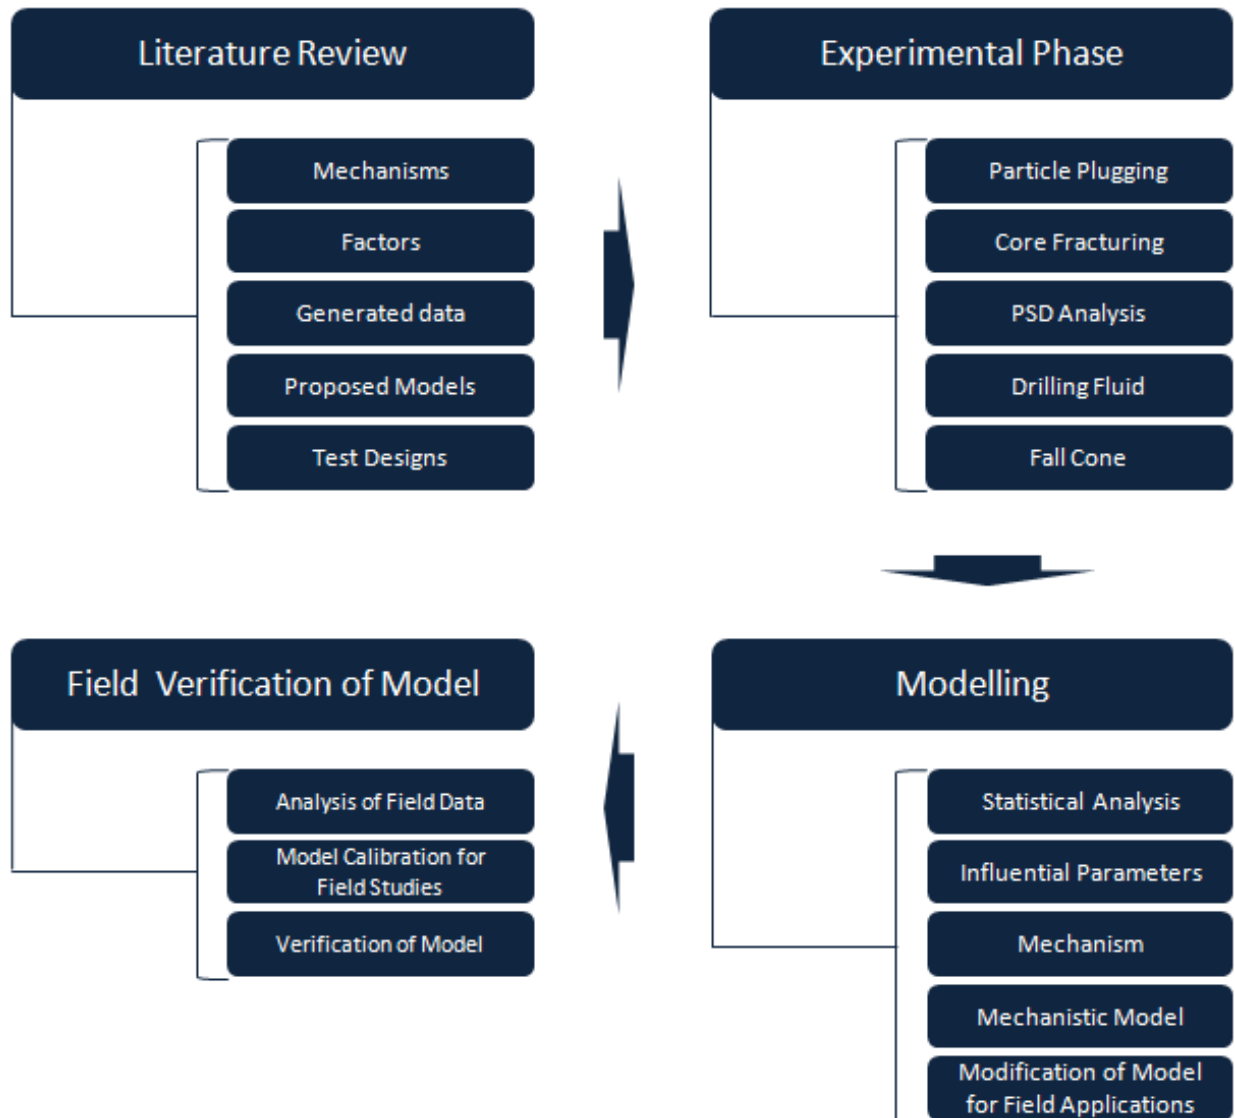 Literature Review
Mechanisms
Factors
Generated data
Proposed Models
Test Designs
Experimental Phase
Particle Plugging
Core Fracturing
PSD Analysis
Drilling Fluid
Fall Cone
Modelling
Statistical Analysis
Influential Parameters
Mechanism
Mechanistic Model
Modification of Model
for Field Applications
Field Verification of Model
Analysis of Field Data
Model Calibration for
Field Studies
Verification of Model